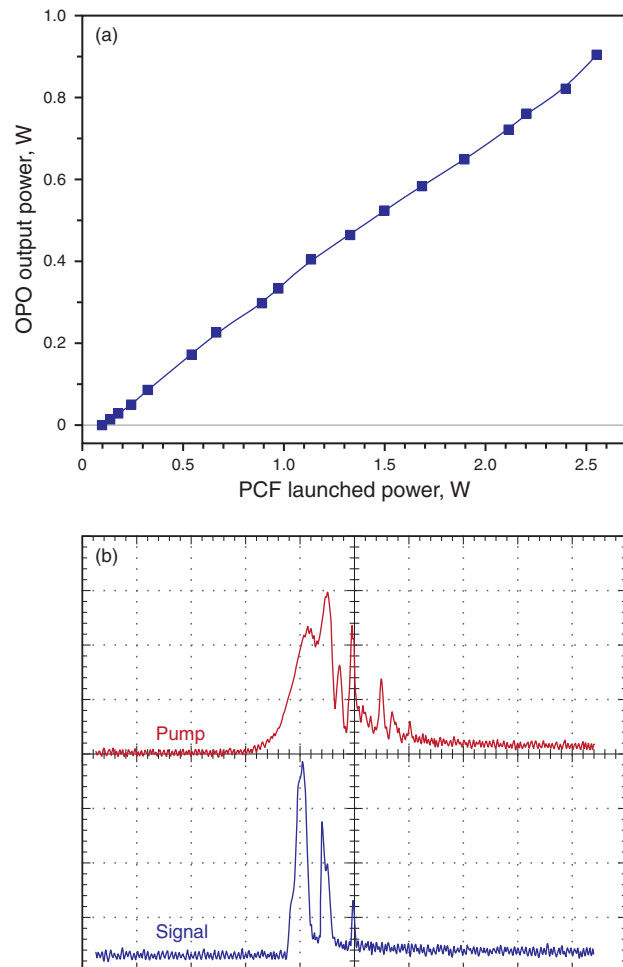 (a)
1.0
0.8
0.6
0.4
0.2
0
OPO output power, W
0 0.5 1.0 1.5 2.0 2.5
PCF launched power, W
(b)
Pump
Signal